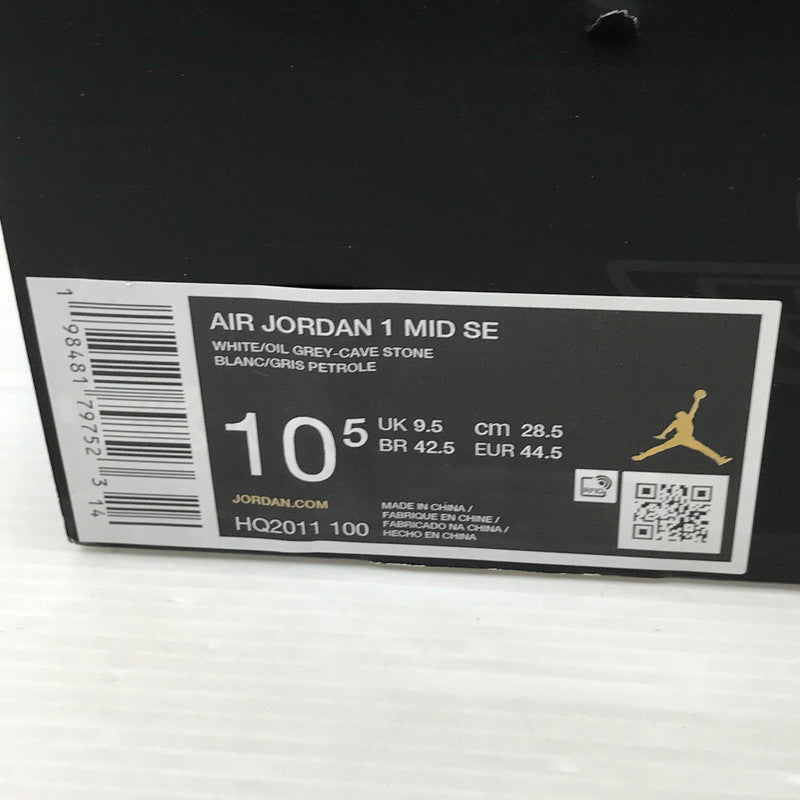 AIR JORDAN 1 MID SE
WHITE/OIL GREY-CAVE STONE
BLANC/GRIS PETROLE
10 5
UK 9.5 cm 28.5
BR 42.5 EUR 44.5
JORDAN.COM
HQ2011 100
MADE IN CHINA /
FABRIQUE EN CHINE /
FABRICADO NA CHINA /
HECHO EN CHINA
RFID
1 98481 79752 3 14